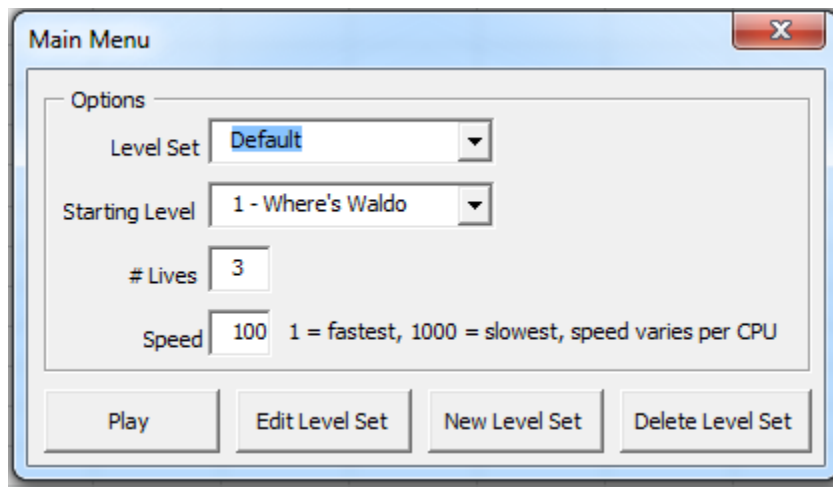 Main Menu
Options
Level Set Default
Starting Level 1 - Where's Waldo
# Lives 3
Speed 100 1 = fastest, 1000 = slowest, speed varies per CPU
Play Edit Level Set New Level Set Delete Level Set